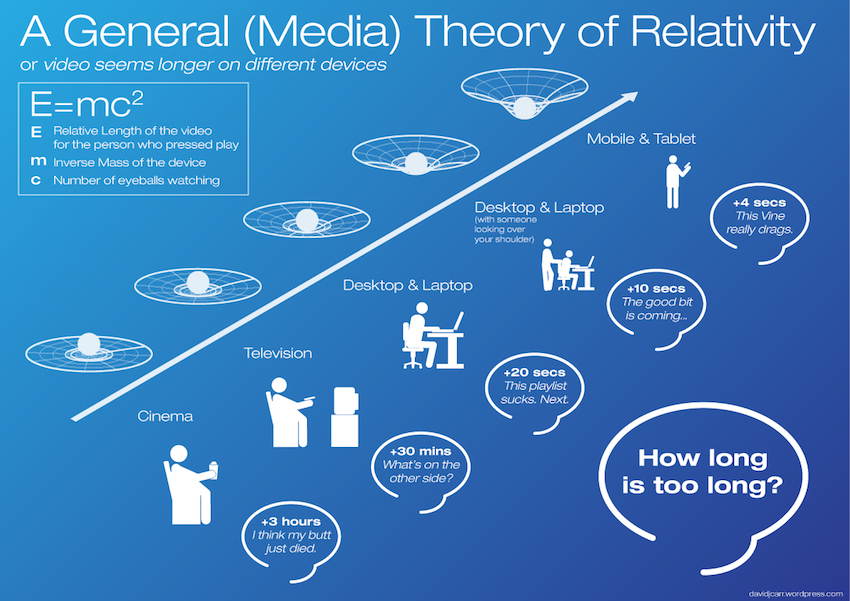 A General (Media) Theory of Relativity
or video seems longer on different devices
E=mc²
E Relative Length of the video
for the person who pressed play
m Inverse Mass of the device
c Number of eyeballs watching
Mobile & Tablet
+4 secs
This Vine
really drags.
Desktop & Laptop
(with someone
looking over
your shoulder)
+10 secs
The good bit
is coming...
Desktop & Laptop
+20 secs
This playlist
sucks. Next.
Television
+30 mins
What's on the
other side?
Cinema
+3 hours
I think my butt
just died.
How long
is too long?
davidjcarr.wordpress.com